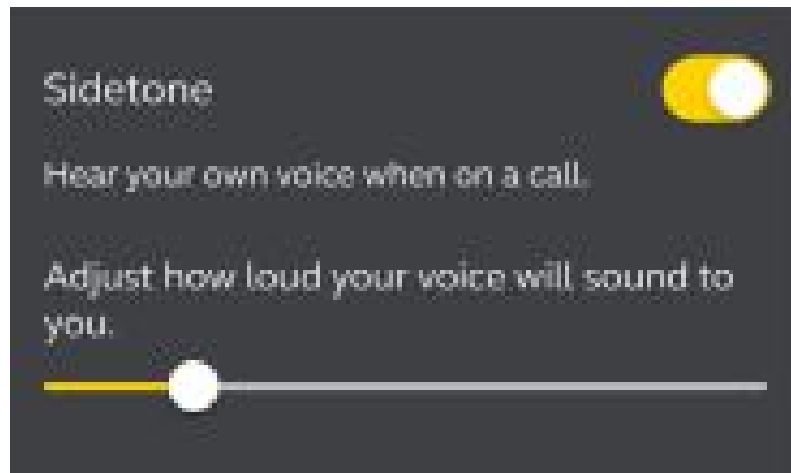 Sidetone
Hear your own voice when on a call.
Adjust how loud your voice will sound to
you.